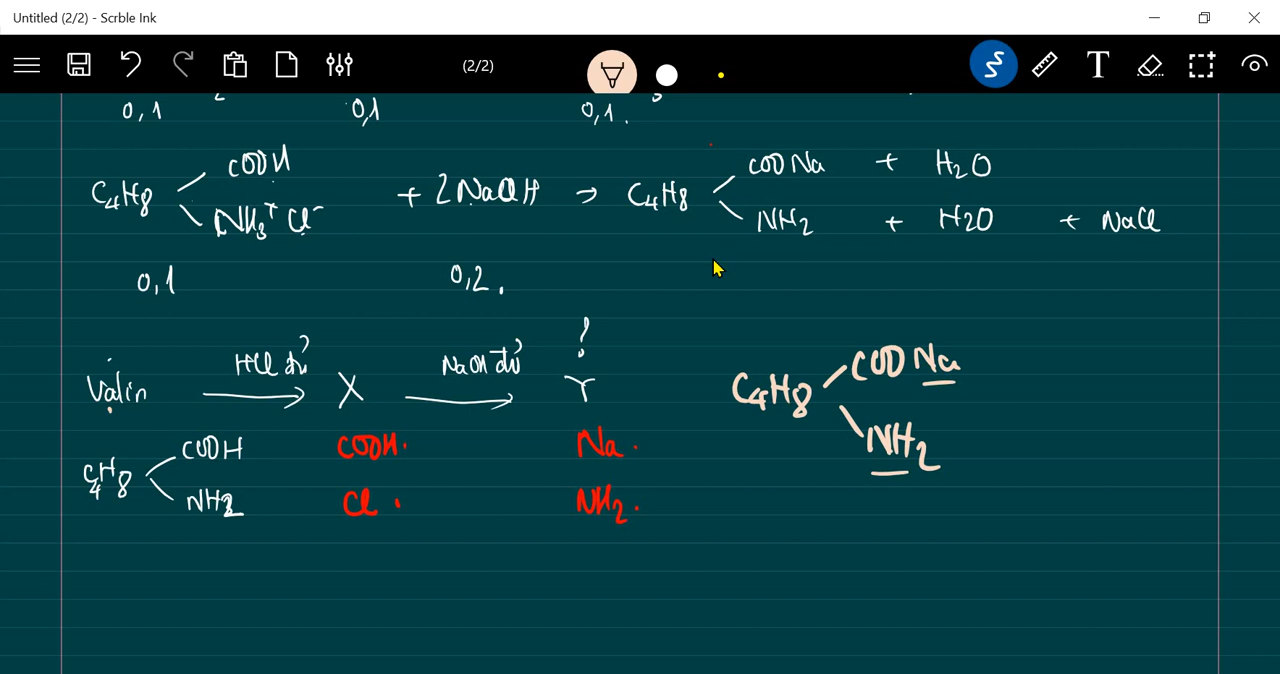 Untitled (2/2) - Scrble Ink
(2/2)
T
0,1 0,1 0,1.
COOH COONa + H2O
C4H8 + 2NaOH => C4H8
NH3+ Cl- NH2 + H2O + NaCl
0,1 0,2.
?
HCl dư NaOH dư
Valin X Y
COONa
C4H8
NH2
COOH COOH. Na.
C4H8
NH2 Cl. NH2.